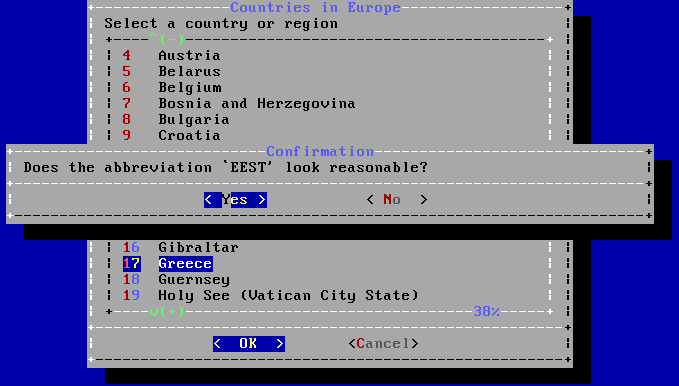 Countries in Europe
Select a country or region
^(-)
4 Austria
5 Belarus
6 Belgium
7 Bosnia and Herzegovina
8 Bulgaria
9 Croatia
Confirmation
Does the abbreviation `EEST' look reasonable?
< Yes > < No >
16 Gibraltar
17 Greece
18 Guernsey
19 Holy See (Vatican City State)
v(+) 38%
< OK > <Cancel>